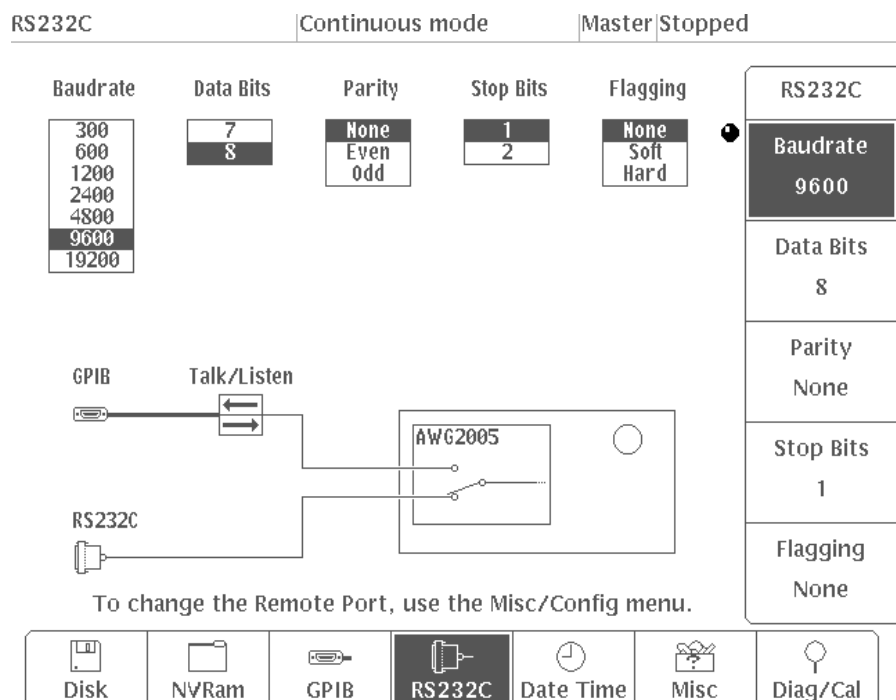 RS232C Continuous mode Master Stopped
Baudrate Data Bits Parity Stop Bits Flagging
300
600
1200
2400
4800
9600
19200
7
8
None
Even
Odd
1
2
None
Soft
Hard
RS232C
Baudrate
9600
Data Bits
8
Parity
None
Stop Bits
1
Flagging
None
GPIB Talk/Listen
AWG2005
RS232C
To change the Remote Port, use the Misc/Config menu.
Disk NVRam GPIB RS232C Date Time Misc Diag/Cal